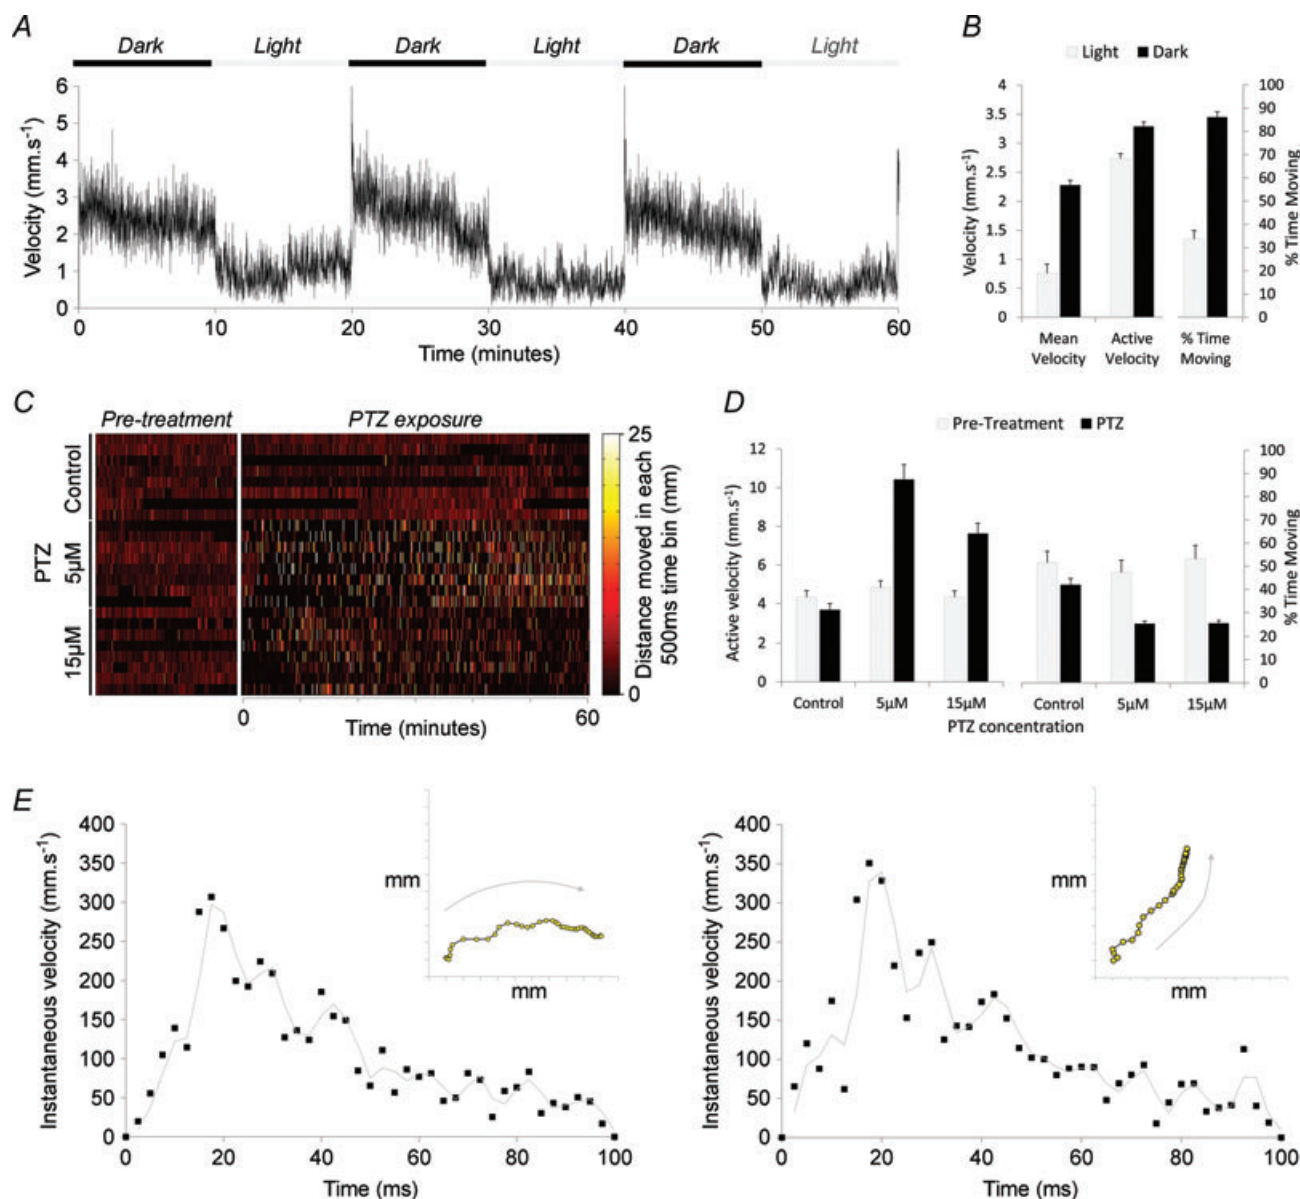 A
Dark Light Dark Light Dark Light
Velocity (mm.s⁻¹)
6
5
4
3
2
1
0
0 10 20 30 40 50 60
Time (minutes)
B
Light Dark
Velocity (mm.s⁻¹)
4
3.5
3
2.5
2
1.5
1
0.5
0
100
90
80
70
60
50
40
30
20
10
0
% Time Moving
Mean Velocity
Active Velocity
% Time Moving
C
Pre-treatment PTZ exposure
Control
PTZ
5µM
15µM
0 60
Time (minutes)
25
0
Distance moved in each
500ms time bin (mm)
D
Pre-Treatment PTZ
Active velocity (mm.s⁻¹)
12
10
8
6
4
2
0
100
90
80
70
60
50
40
30
20
10
0
% Time Moving
Control 5µM 15µM Control 5µM 15µM
PTZ concentration
E
Instantaneous velocity (mm.s⁻¹)
400
350
300
250
200
150
100
50
0
0 20 40 60 80 100
Time (ms)
mm
mm
Instantaneous velocity (mm.s⁻¹)
400
350
300
250
200
150
100
50
0
0 20 40 60 80 100
Time (ms)
mm
mm